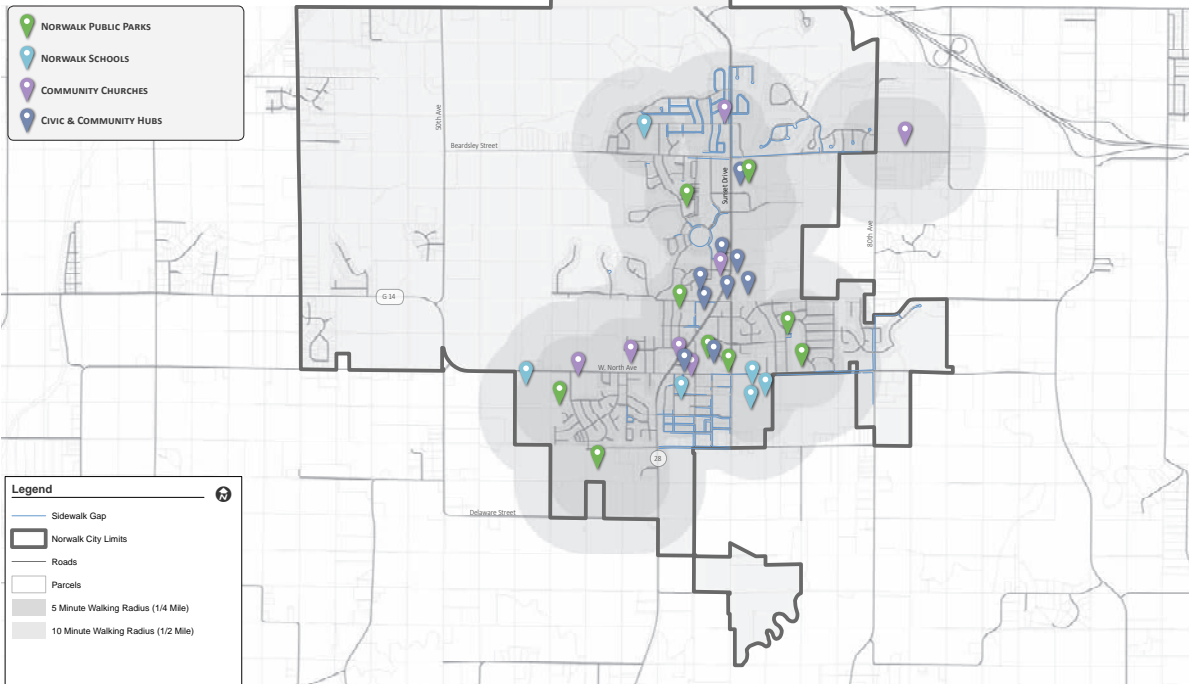 Norwalk Public Parks
Norwalk Schools
Community Churches
Civic & Community Hubs
50th Ave
Beardsley Street
Sunset Drive
80th Ave
G 14
W. North Ave
28
Delaware Street
Legend
N
Sidewalk Gap
Norwalk City Limits
Roads
Parcels
5 Minute Walking Radius (1/4 Mile)
10 Minute Walking Radius (1/2 Mile)